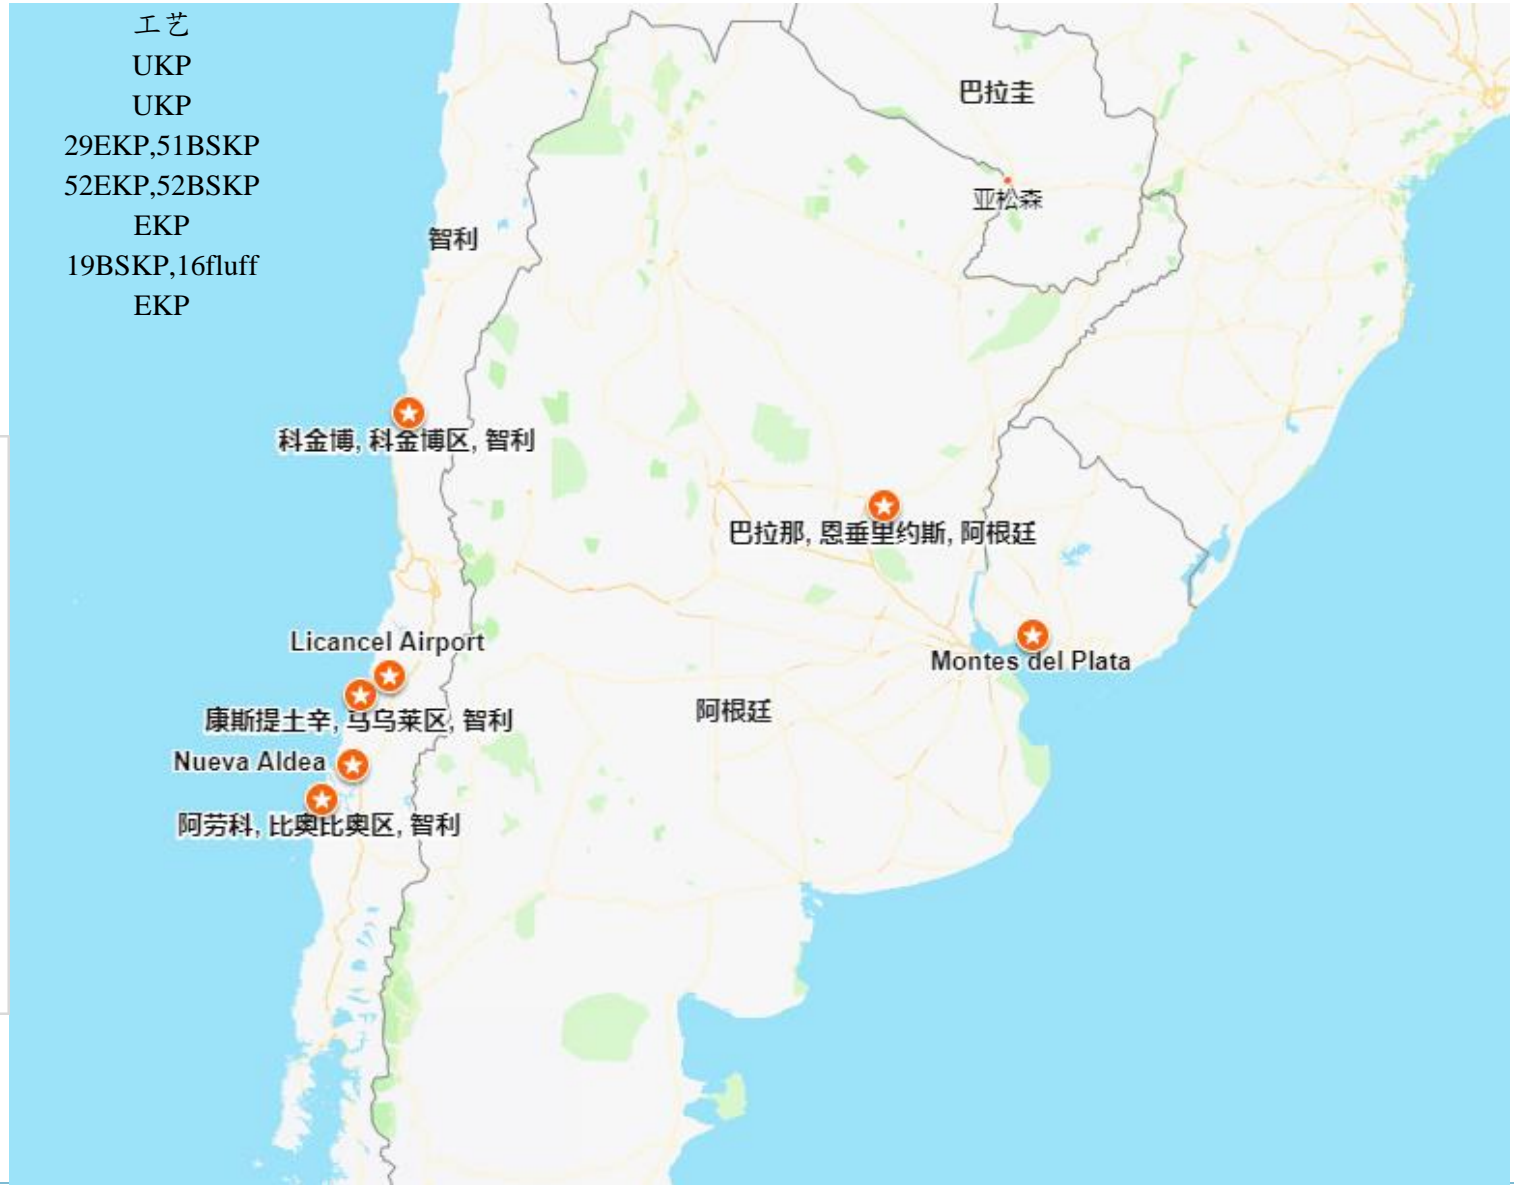 工艺
UKP
UKP
29EKP,51BSKP
52EKP,52BSKP
EKP
19BSKP,16fluff
EKP
巴拉圭
亚松森
智利
科金博, 科金博区, 智利
巴拉那, 恩垂里约斯, 阿根廷
Licancel Airport
Montes del Plata
康斯提土辛, 马乌莱区, 智利
阿根廷
Nueva Aldea
阿劳科, 比奥比奥区, 智利